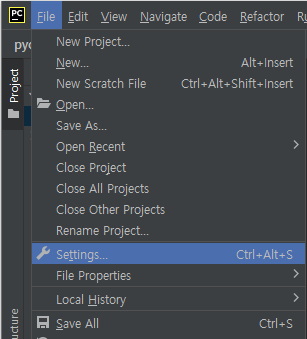 PC File Edit View Navigate Code Refactor
pyc
Project
New Project...
New... Alt+Insert
New Scratch File Ctrl+Alt+Shift+Insert
Open...
Save As...
Open Recent
Close Project
Close All Projects
Close Other Projects
Rename Project...
Settings... Ctrl+Alt+S
File Properties
Local History
Save All Ctrl+S
ucture